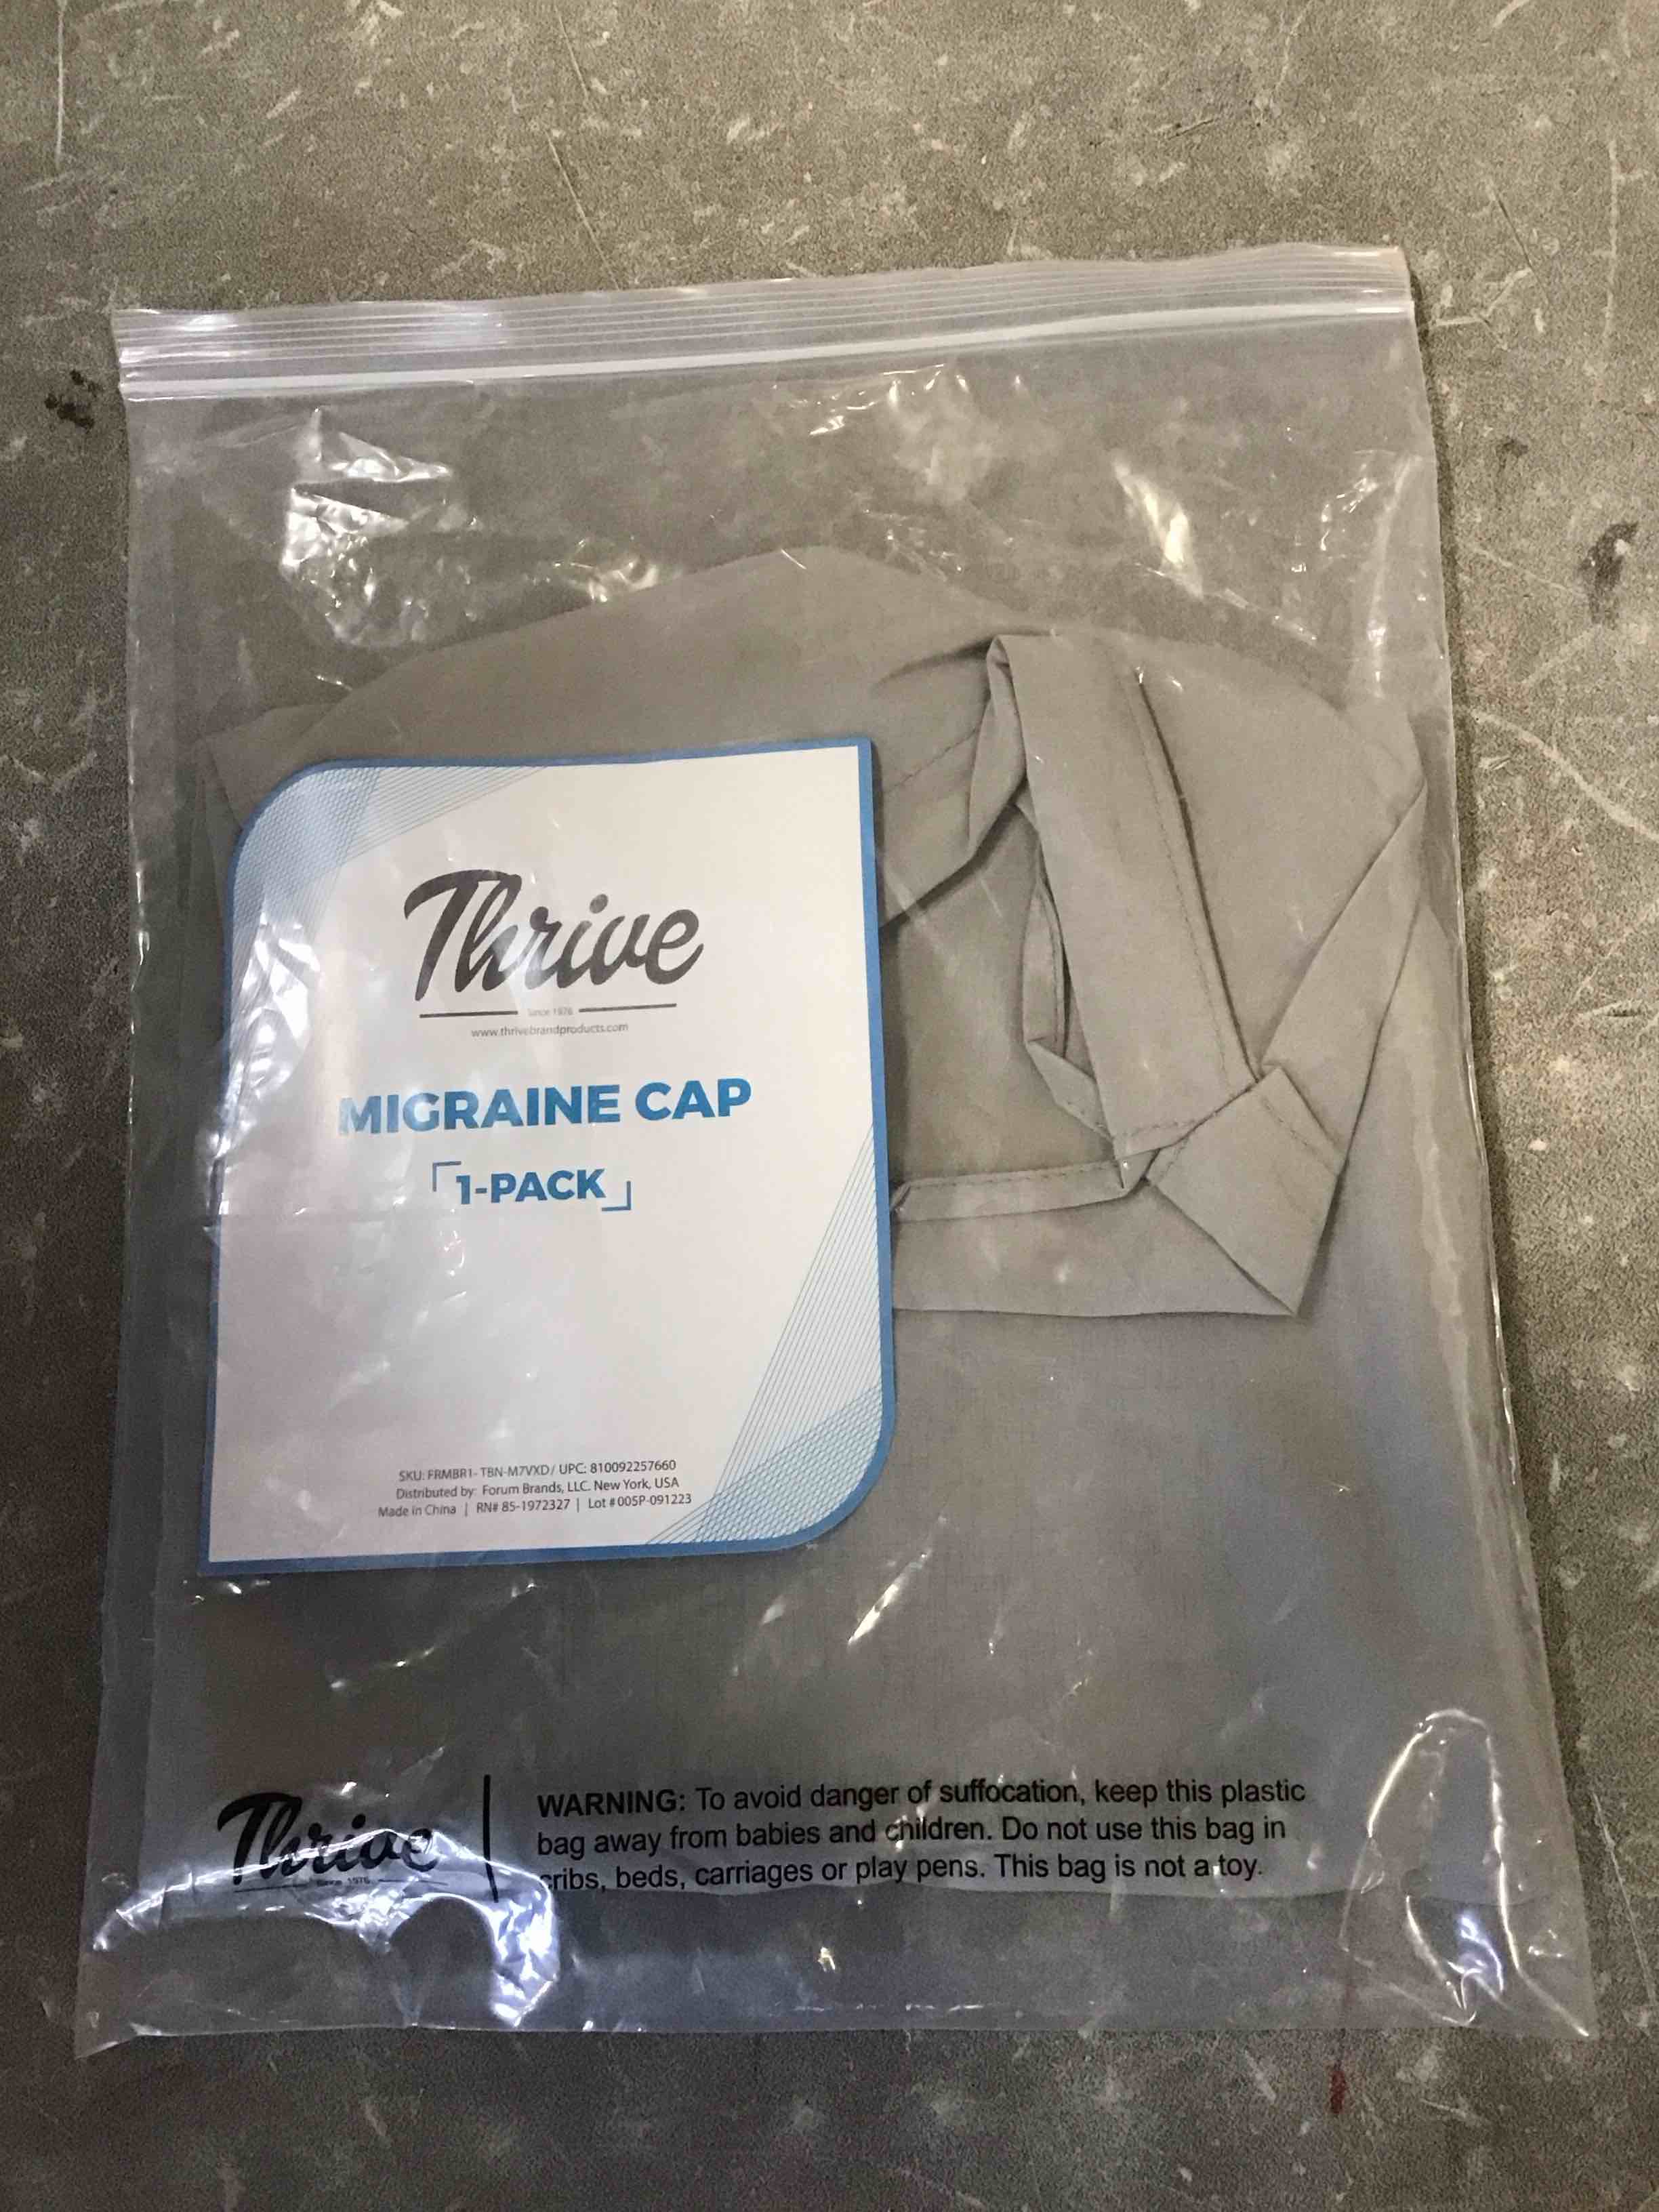 Thrive
Since 1976
www.thrivebrandproducts.com
MIGRAINE CAP
1-PACK
SKU: FRMBR1-TBN-M7VXD/ UPC: 810092257660
Distributed by: Forum Brands, LLC. New York, USA
Made in China | RN# 85-1972327 | Lot #005P-091223
Thrive
Since 1976
WARNING: To avoid danger of suffocation, keep this plastic
bag away from babies and children. Do not use this bag in
cribs, beds, carriages or play pens. This bag is not a toy.